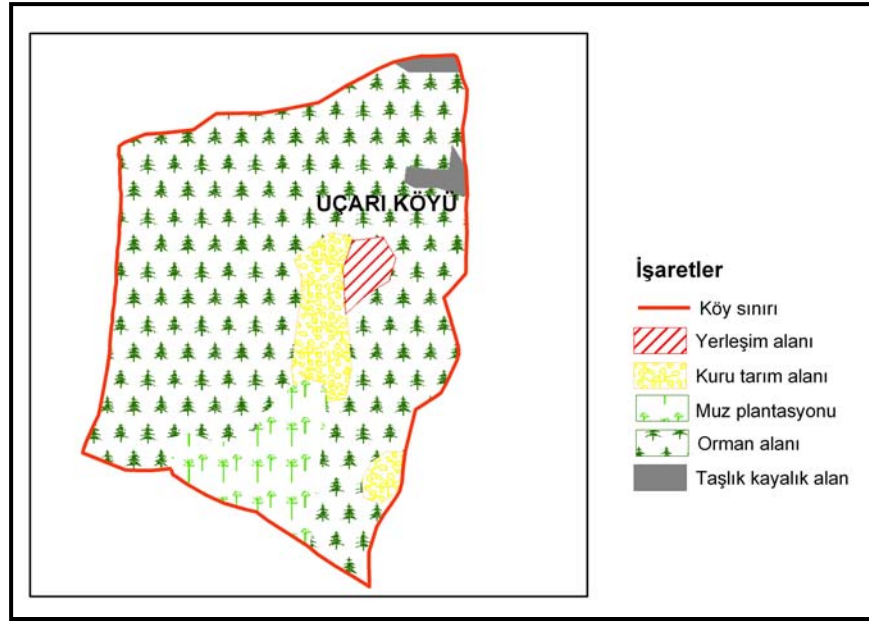 UÇARI KÖYÜ
İşaretler
Köy sınırı
Yerleşim alanı
Kuru tarım alanı
Muz plantasyonu
Orman alanı
Taşlık kayalık alan